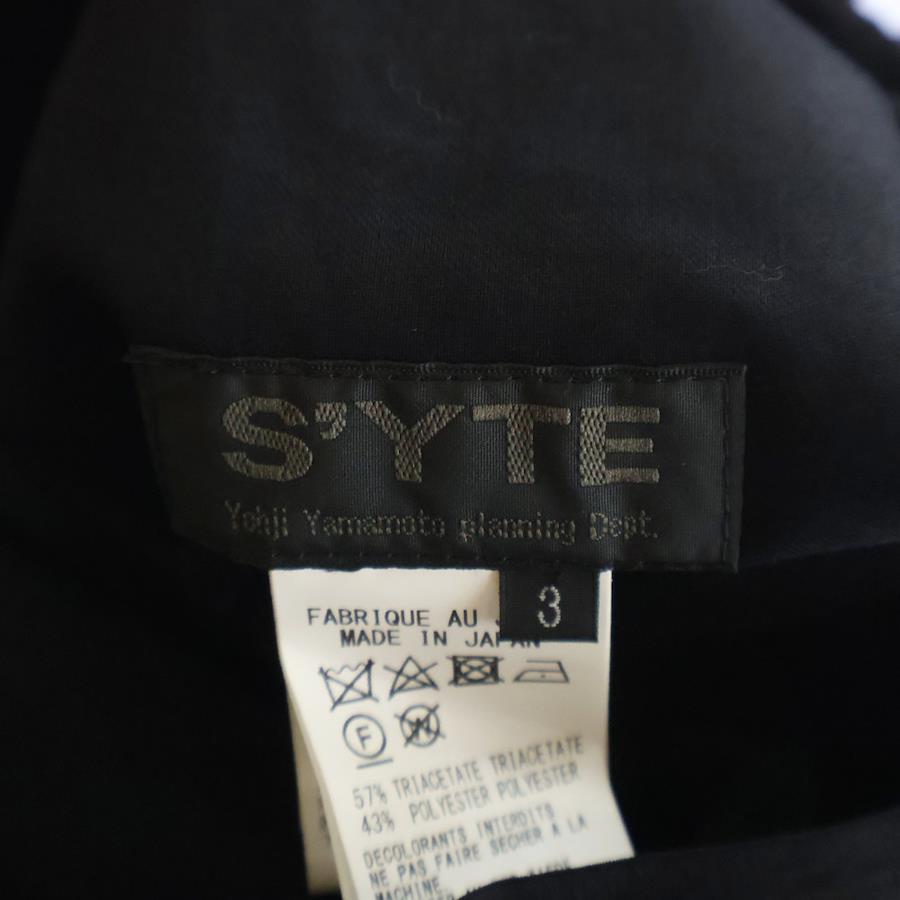 S'YTE
Yohji Yamamoto planning Dept.
3
FABRIQUE AU
MADE IN JAPAN
F
W
57% TRIACETATE TRIACETATE
43% POLYESTER POLYESTER
DECOLORANTS INTERDITS
NE PAS FAIRE SECHER A LA
MACHINE